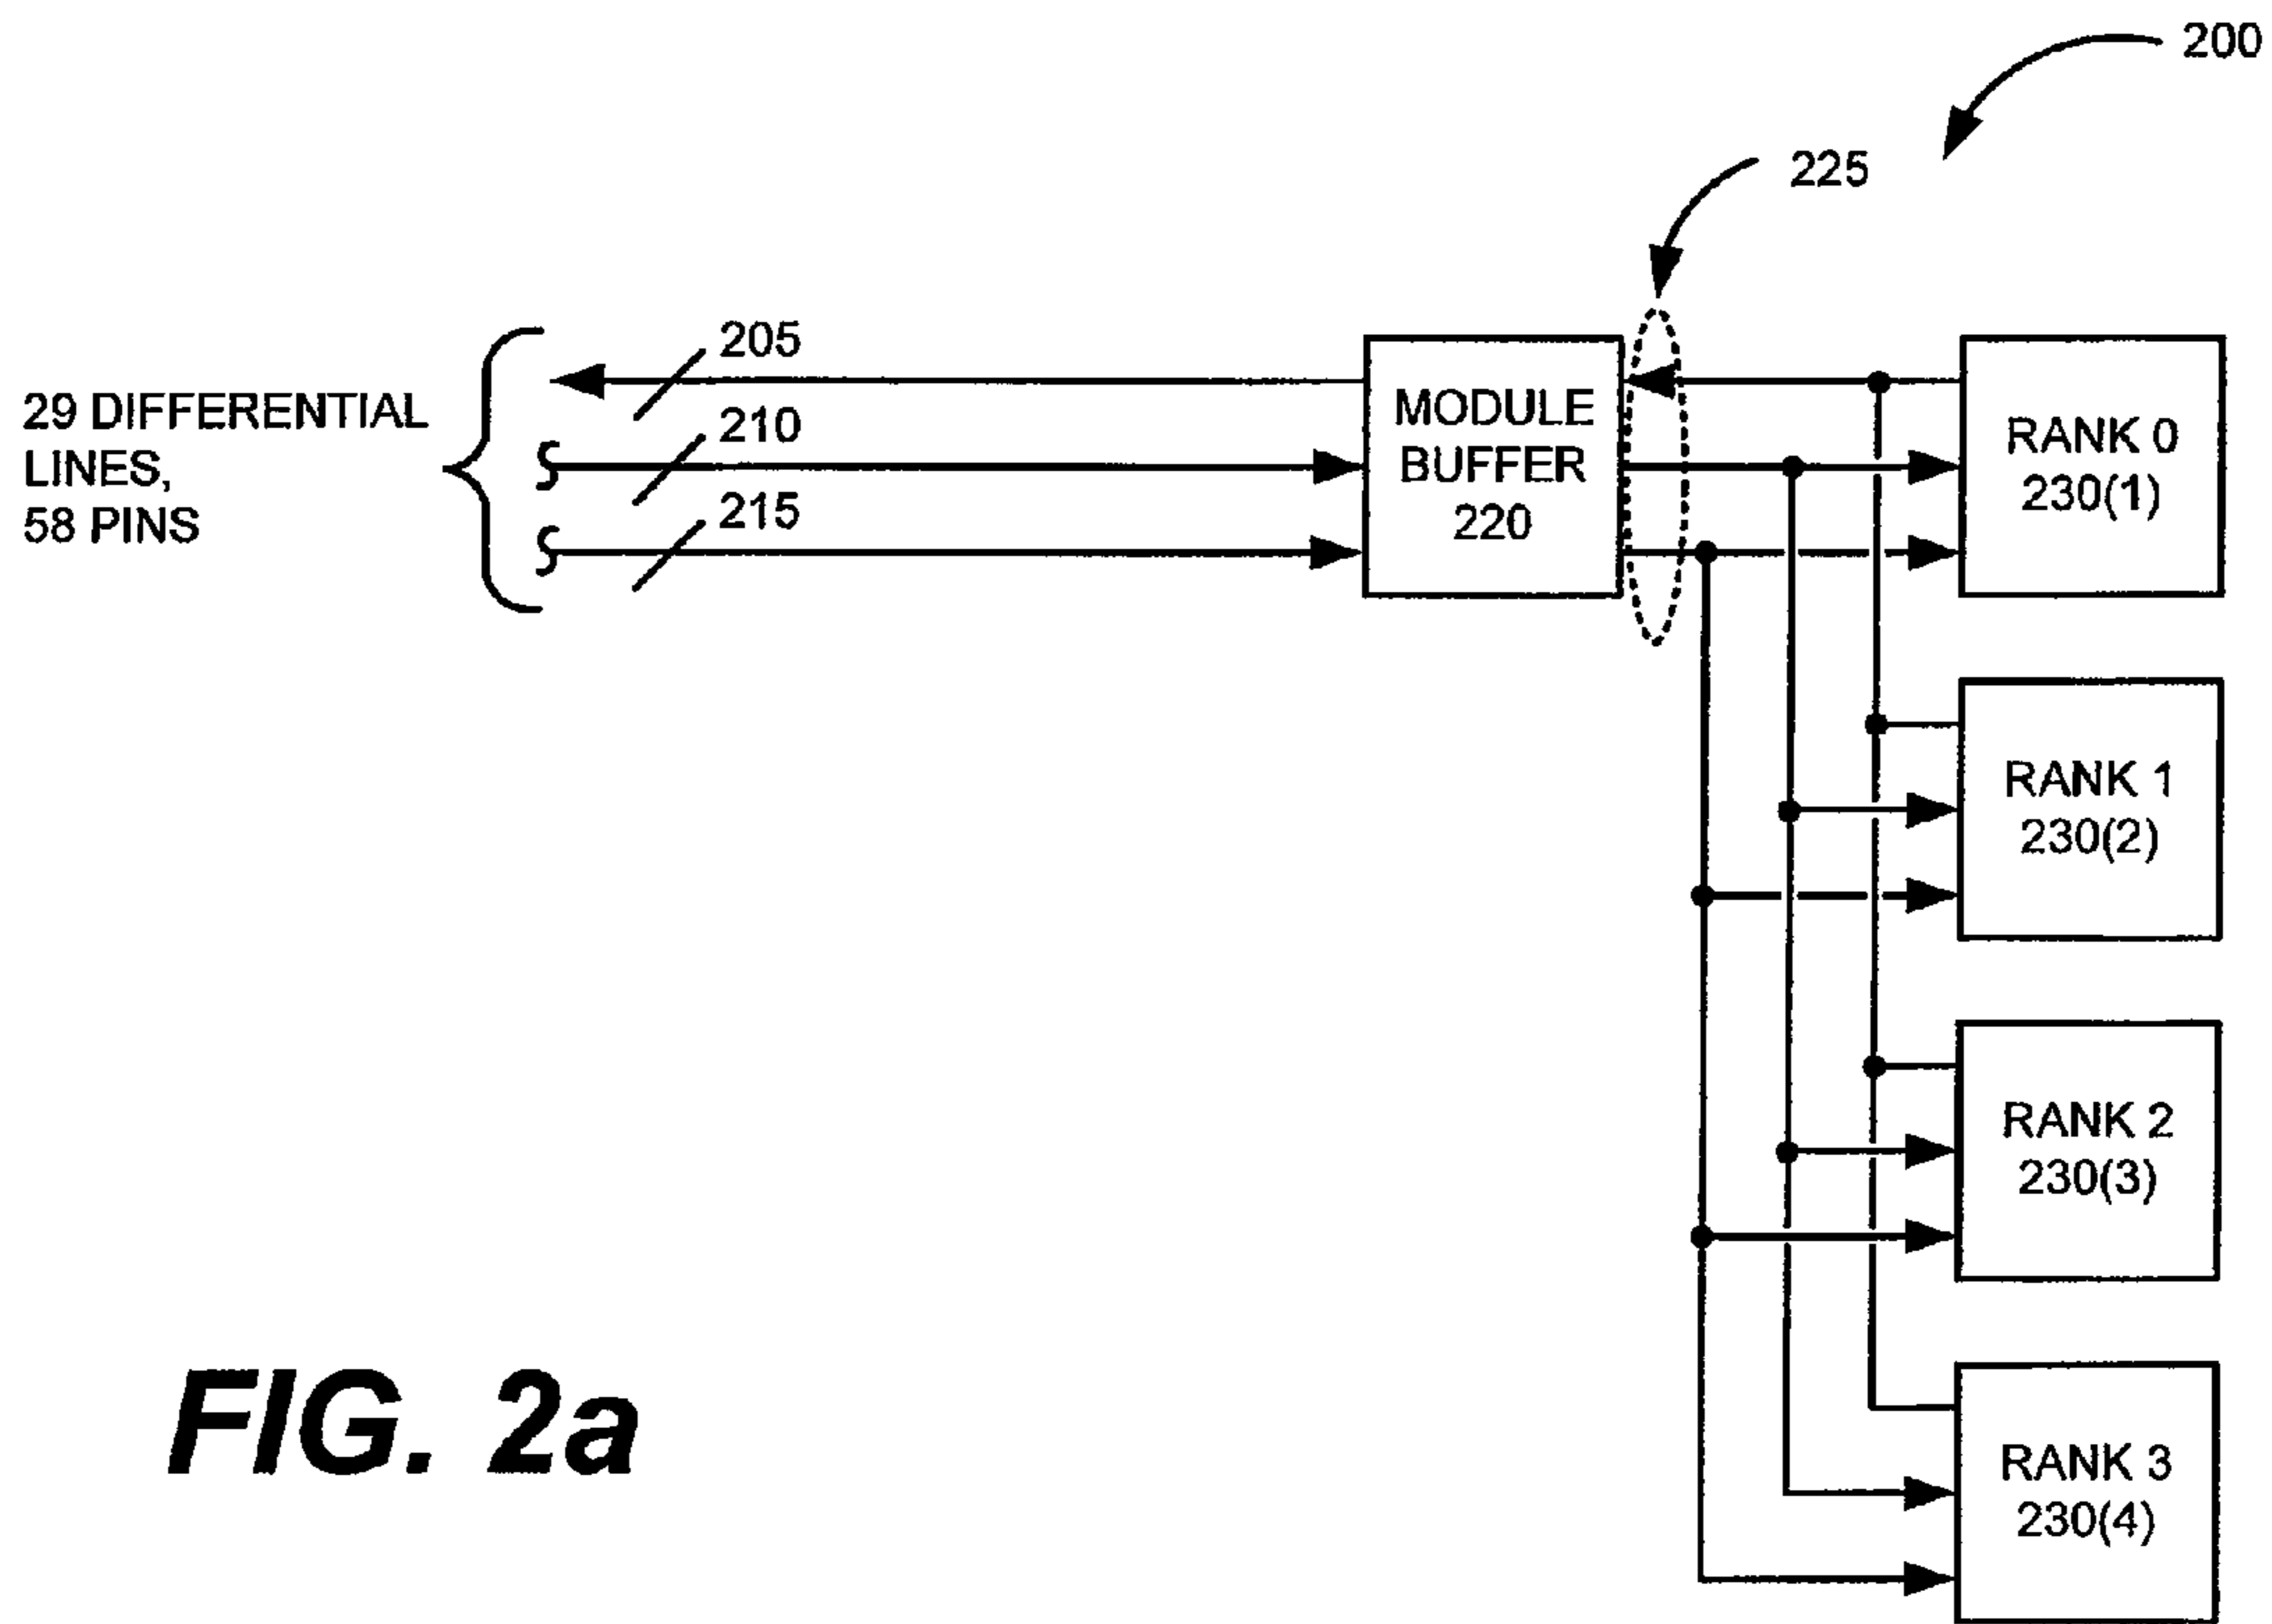 200
225
205
210
215
29 DIFFERENTIAL
LINES,
58 PINS
MODULE
BUFFER
220
RANK 0
230(1)
RANK 1
230(2)
RANK 2
230(3)
RANK 3
230(4)
FIG. 2a